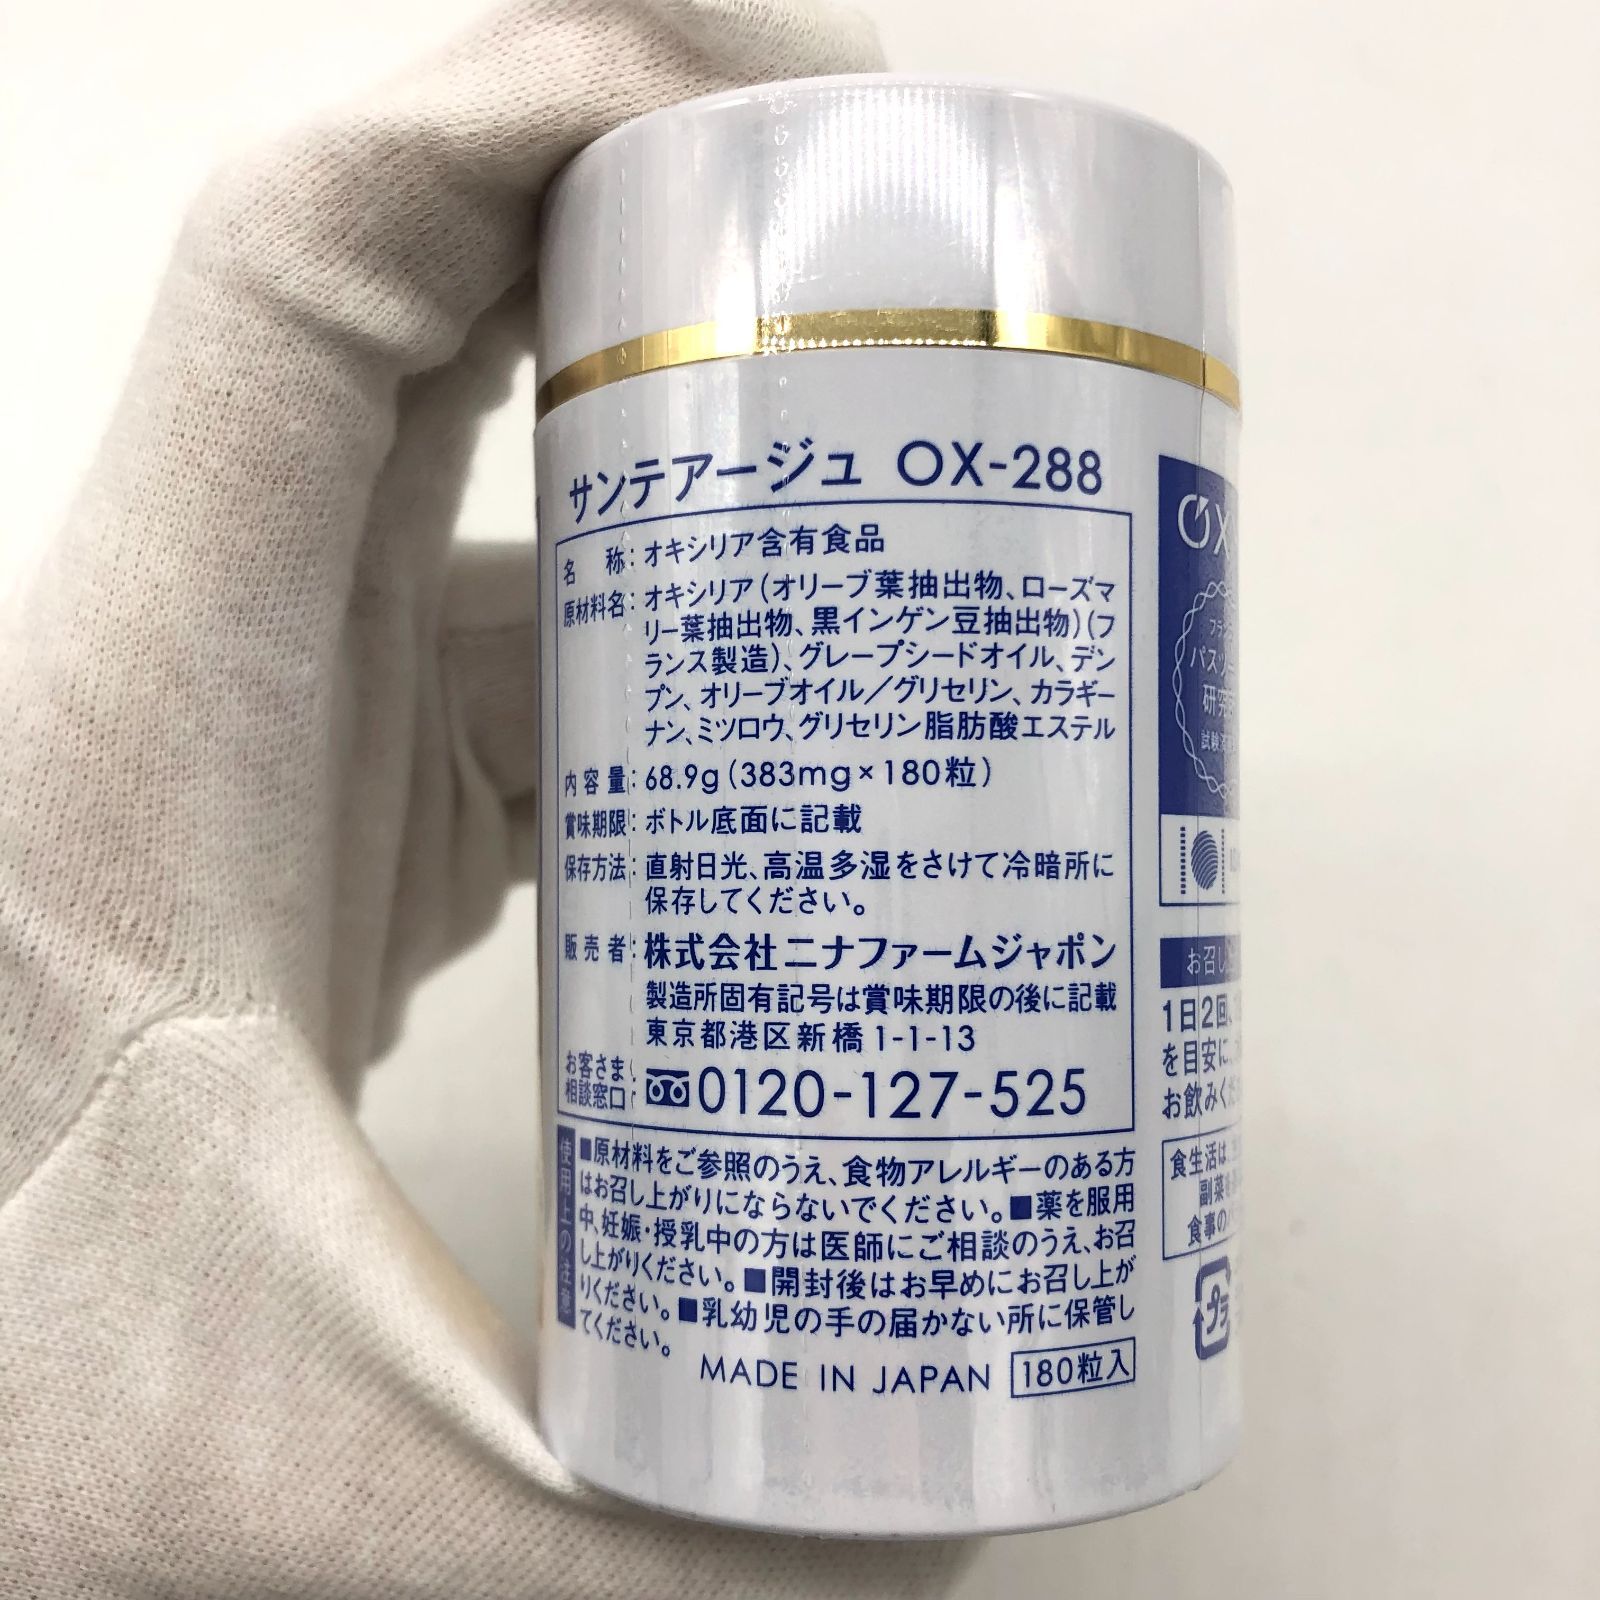 サンテアージュ OX-288
名 称: オキシリア含有食品
原材料名: オキシリア(オリーブ葉抽出物、ローズマ
リー葉抽出物、黒インゲン豆抽出物)(フ
ランス製造)、グレープシードオイル、デン
プン、オリーブオイル/グリセリン、カラギー
ナン、ミツロウ、グリセリン脂肪酸エステル
内容量: 68.9g(383mg×180粒)
賞味期限: ボトル底面に記載
保存方法: 直射日光、高温多湿をさけて冷暗所に
保存してください。
販売者: 株式会社ニナファームジャポン
製造所固有記号は賞味期限の後に記載
東京都港区新橋1-1-13
お客さま
相談窓口: 0120-127-525
使用上の注意
■原材料をご参照のうえ、食物アレルギーのある方
はお召し上がりにならないでください。■薬を服用
中、妊娠・授乳中の方は医師にご相談のうえ、お召
し上がりください。■開封後はお早めにお召し上が
りください。■乳幼児の手の届かない所に保管し
てください。
MADE IN JAPAN 180粒入
OX
パスツ
研究
試験
お召し
1日2回、
を目安に、
お飲みくだ
食生活は、
副菜を
食事の
プラ